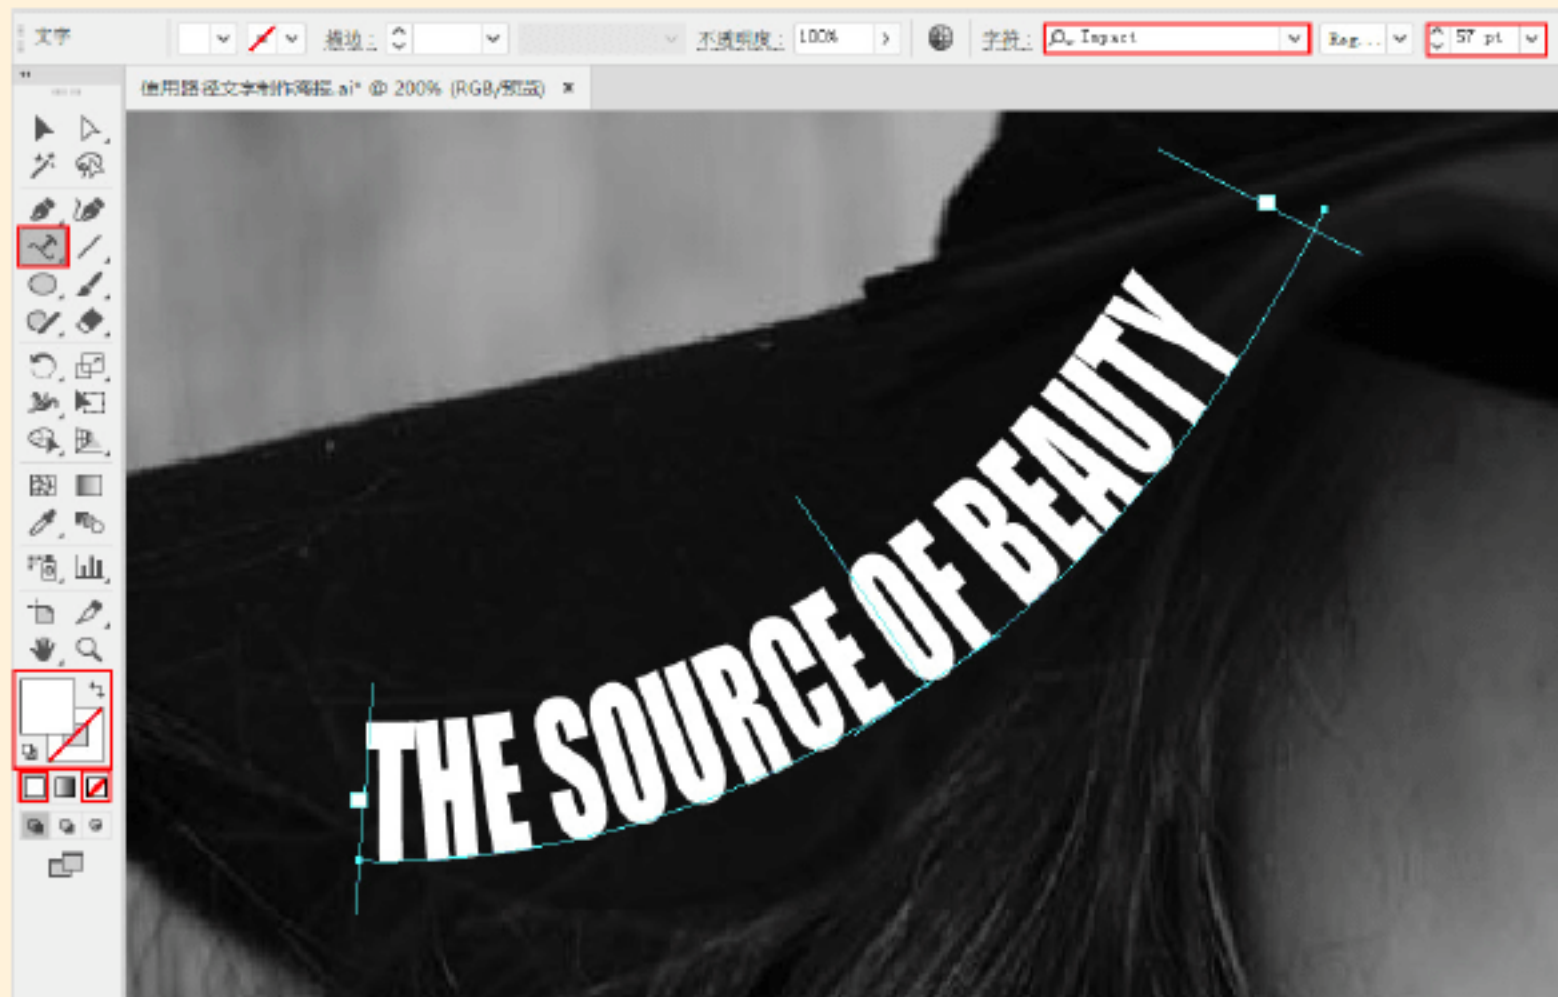 文字
描边：
不透明度： 100% >
字符： Impact Reg... 57 pt
使用路径文字制作海报.ai* @ 200% (RGB/预览) ×
THE SOURCE OF BEAUTY